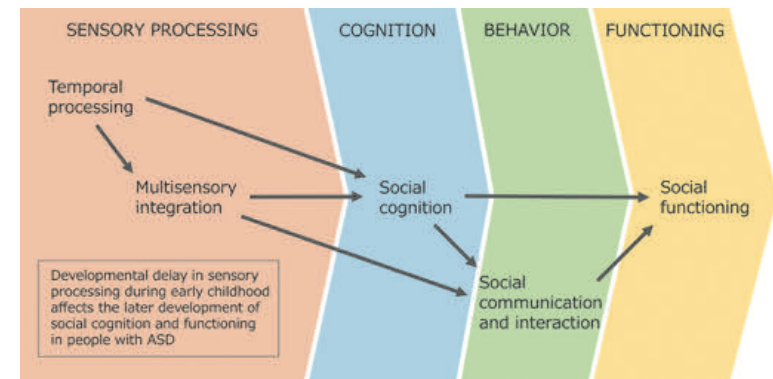 SENSORY PROCESSING
COGNITION
BEHAVIOR
FUNCTIONING
Temporal
processing
Multisensory
integration
Social
cognition
Social
functioning
Social
communication
and interaction
Developmental delay in sensory
processing during early childhood
affects the later development of
social cognition and functioning
in people with ASD